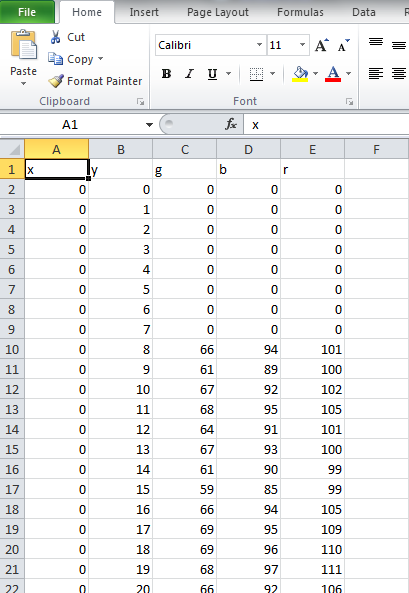 File Home Insert Page Layout Formulas Data
Cut
Copy
Format Painter
Paste
Clipboard
Calibri 11 A A
B I U A
Font
A1 fx x
A B C D E F
1 x y g b r
2 0 0 0 0 0
3 0 1 0 0 0
4 0 2 0 0 0
5 0 3 0 0 0
6 0 4 0 0 0
7 0 5 0 0 0
8 0 6 0 0 0
9 0 7 0 0 0
10 0 8 66 94 101
11 0 9 61 89 100
12 0 10 67 92 102
13 0 11 68 95 105
14 0 12 64 91 101
15 0 13 67 93 100
16 0 14 61 90 99
17 0 15 59 85 99
18 0 16 66 94 105
19 0 17 69 95 109
20 0 18 69 96 110
21 0 19 68 97 111
22 0 20 66 92 106